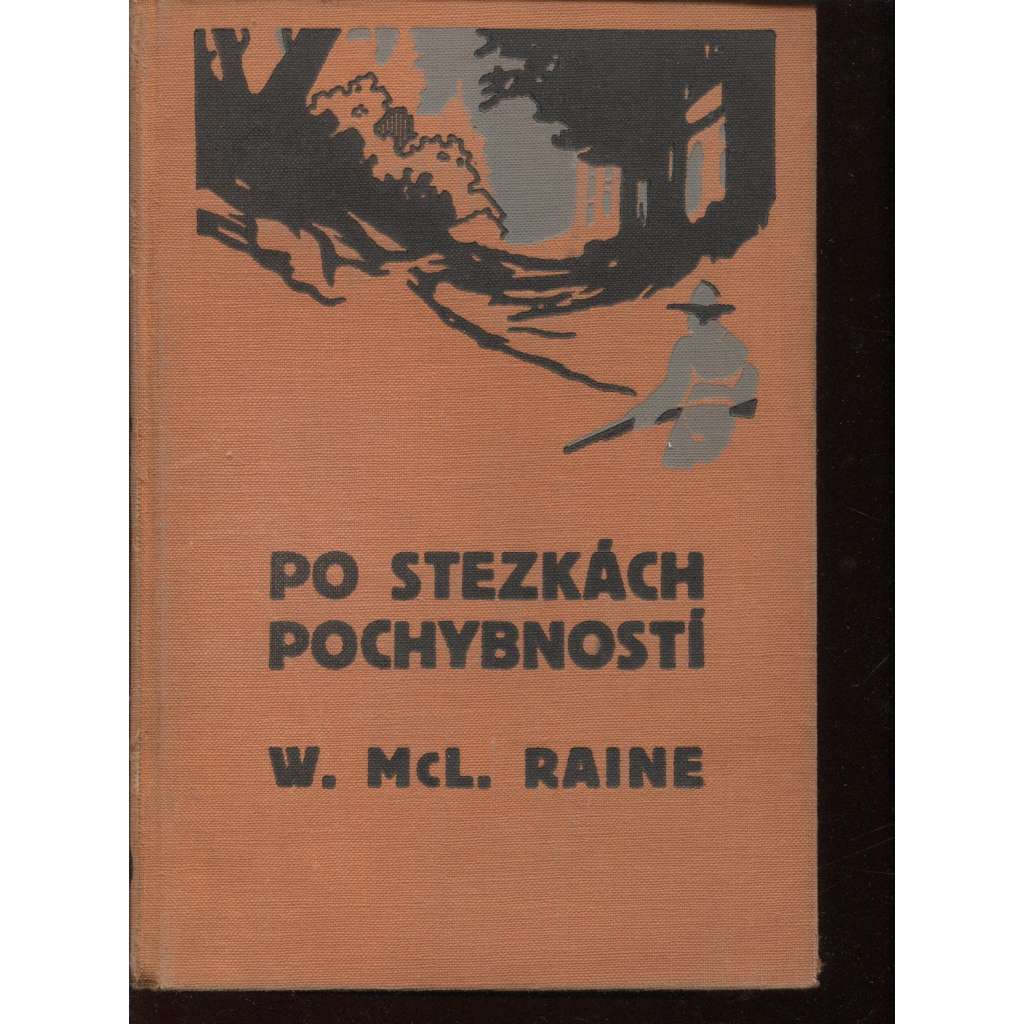 PO STEZKÁCH
POCHYBNOSTÍ
W. McL. RAINE